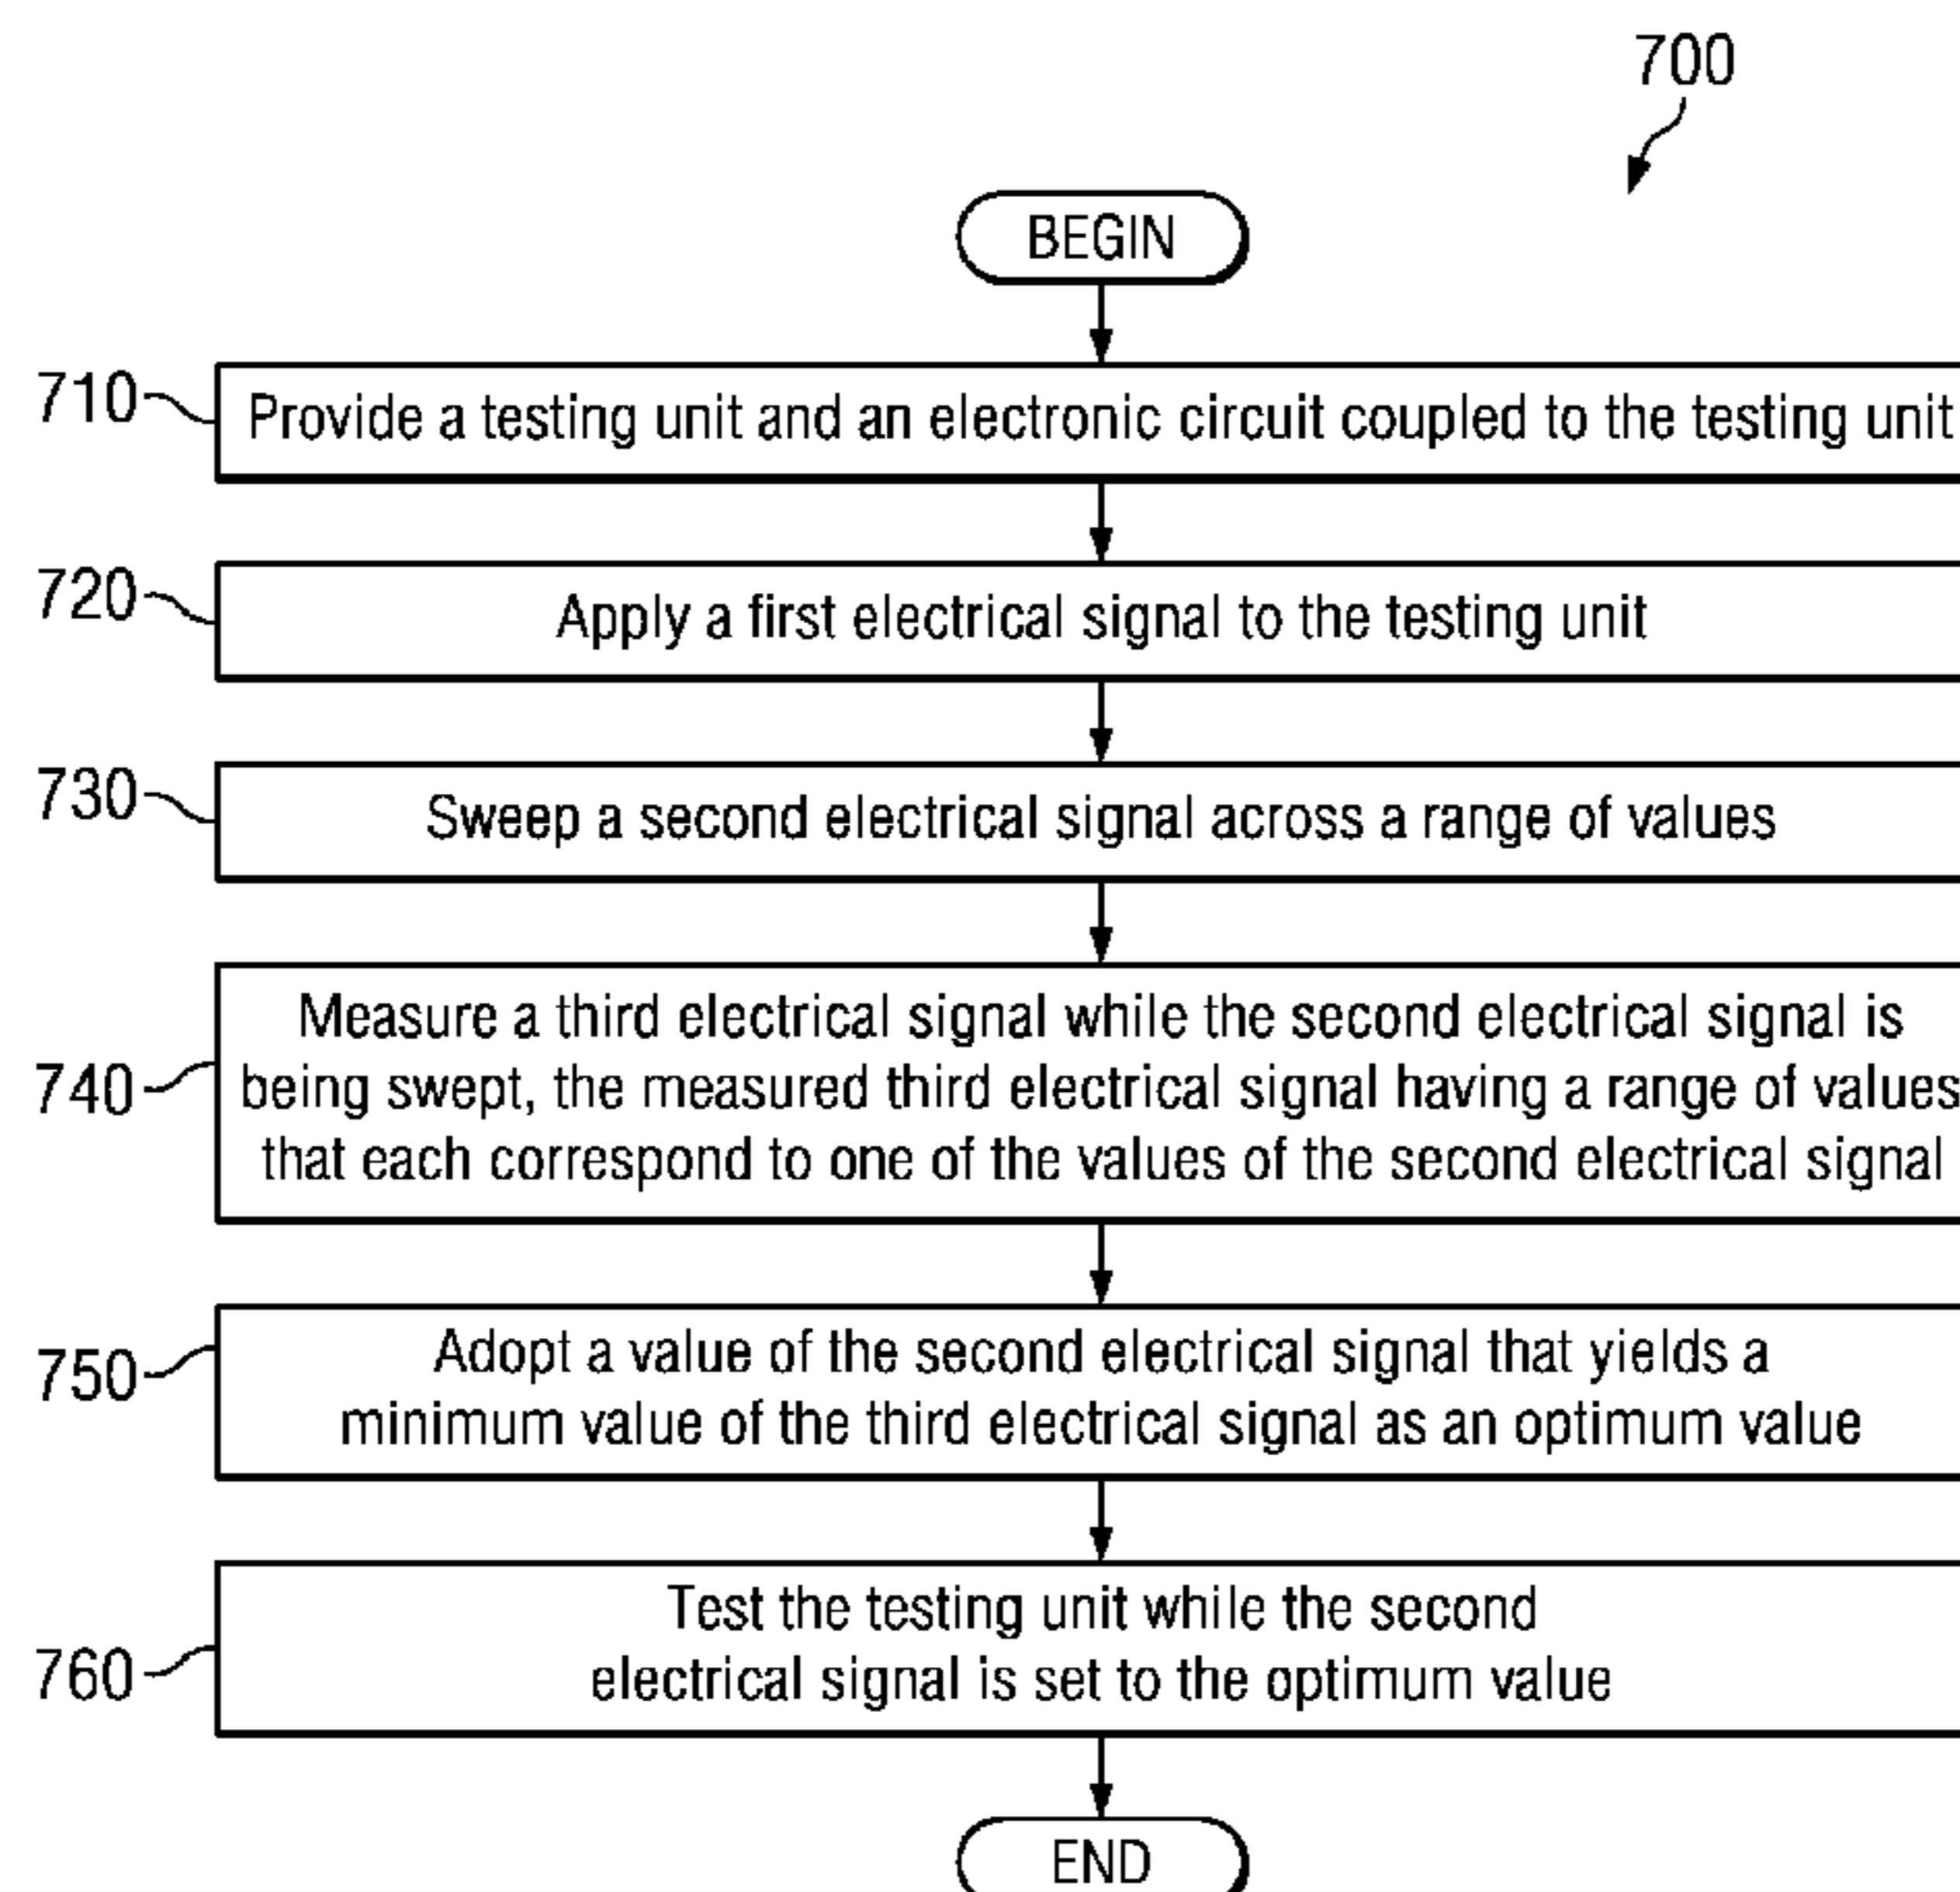 700
BEGIN
710
Provide a testing unit and an electronic circuit coupled to the testing unit
720
Apply a first electrical signal to the testing unit
730
Sweep a second electrical signal across a range of values
740
Measure a third electrical signal while the second electrical signal is
being swept, the measured third electrical signal having a range of values
that each correspond to one of the values of the second electrical signal
750
Adopt a value of the second electrical signal that yields a
minimum value of the third electrical signal as an optimum value
760
Test the testing unit while the second
electrical signal is set to the optimum value
END